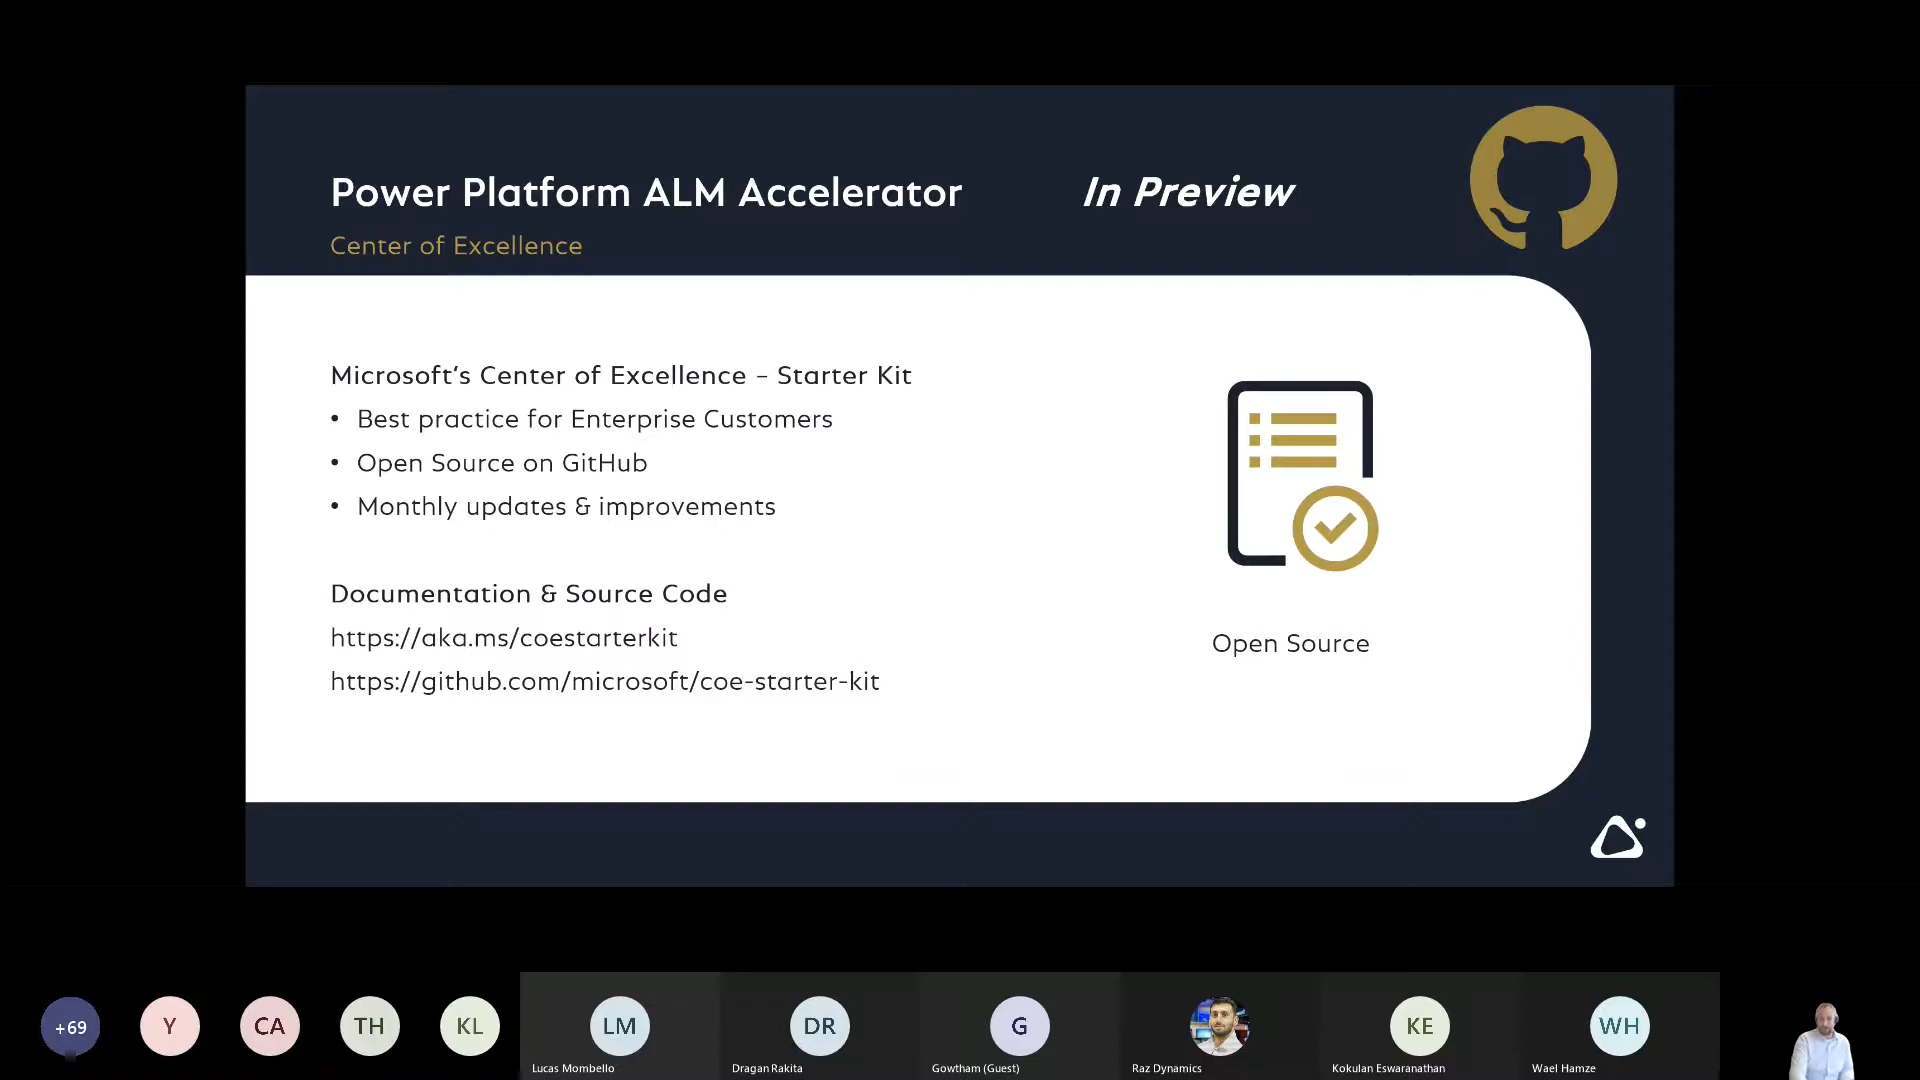 Power Platform ALM Accelerator
In Preview
Center of Excellence
Microsoft's Center of Excellence – Starter Kit
• Best practice for Enterprise Customers
• Open Source on GitHub
• Monthly updates & improvements
Documentation & Source Code
https://aka.ms/coestarterkit
https://github.com/microsoft/coe-starter-kit
Open Source
+69
Y
CA
TH
KL
LM
DR
G
KE
WH
Lucas Mombello
Dragan Rakita
Gowtham (Guest)
Raz Dynamics
Kokulan Eswaranathan
Wael Hamze